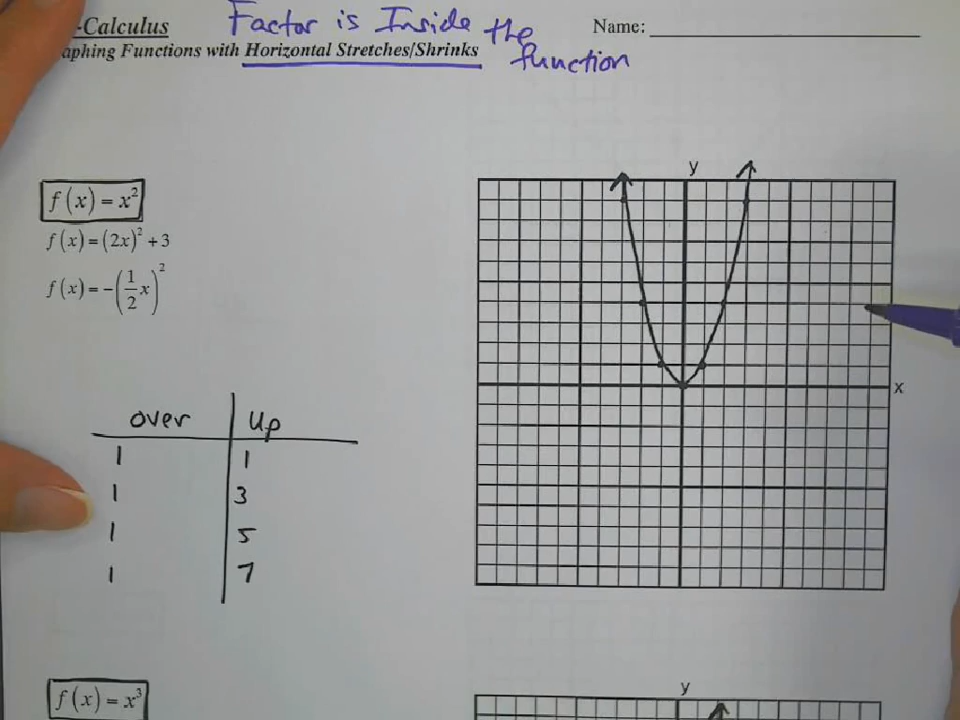 -Calculus
Factor is Inside the function
Name:
aphing Functions with Horizontal Stretches/Shrinks
f(x) = x²
f(x) = (2x)² + 3
f(x) = -(1/2 x)²
y
x
over | Up
1 | 1
1 | 3
1 | 5
1 | 7
f(x) = x³
y